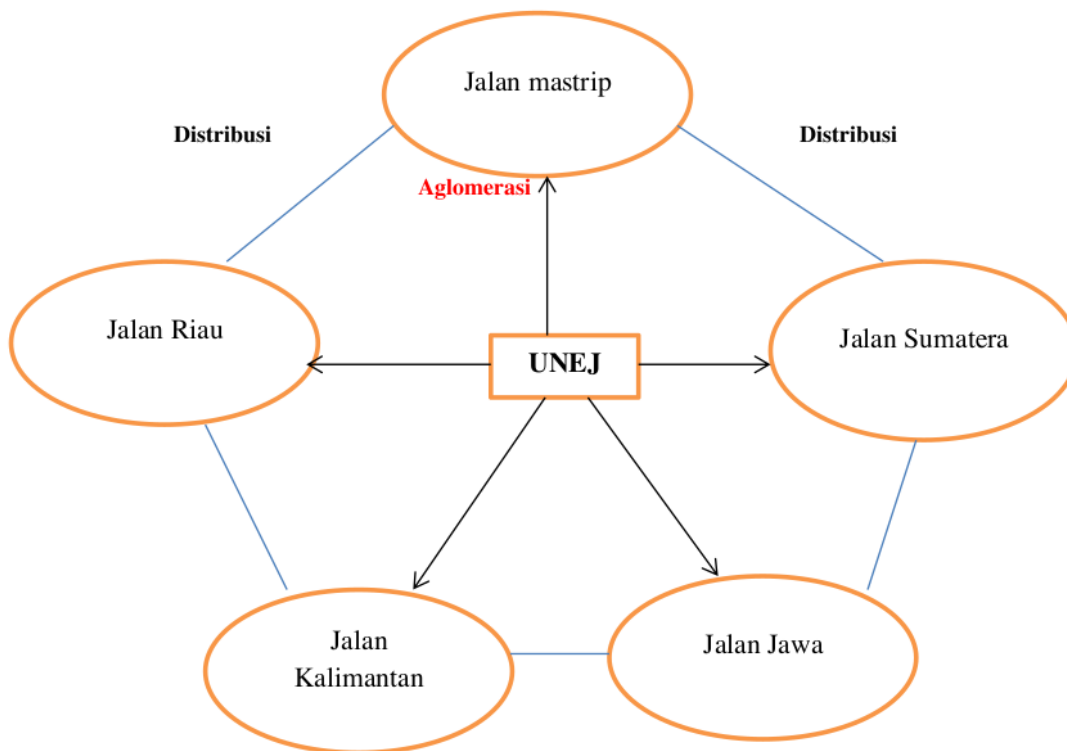 Jalan mastrip
Distribusi
Distribusi
Aglomerasi
Jalan Riau
UNEJ
Jalan Sumatera
Jalan
Kalimantan
Jalan Jawa